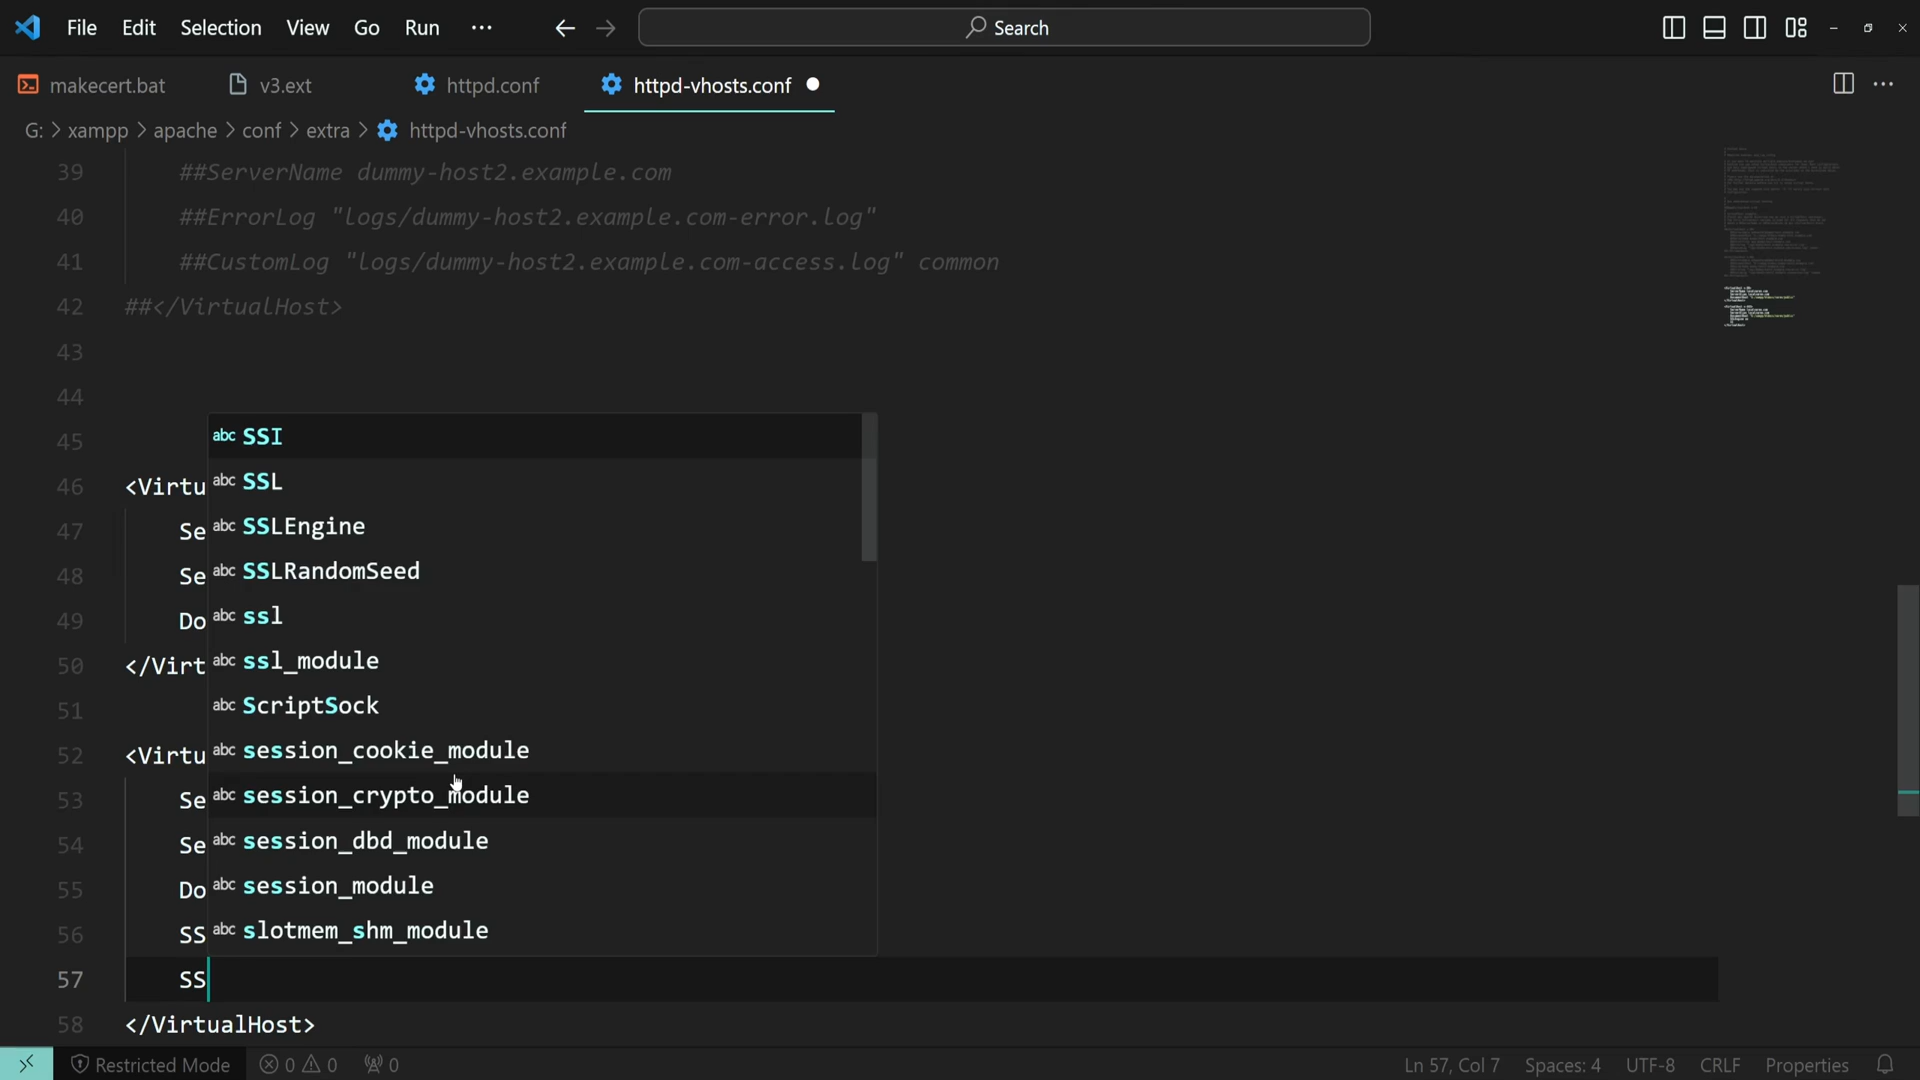 File Edit Selection View Go Run ··· Search
makecert.bat v3.ext httpd.conf httpd-vhosts.conf
G: > xampp > apache > conf > extra > httpd-vhosts.conf
39 ##ServerName dummy-host2.example.com
40 ##ErrorLog "logs/dummy-host2.example.com-error.log"
41 ##CustomLog "logs/dummy-host2.example.com-access.log" common
42 ##</VirtualHost>
43
44
abc SSI
45
abc SSL
46 <Virtu
abc SSLEngine
47 Se
abc SSLRandomSeed
48 Se
abc ssl
49 Do
abc ssl_module
50 </Virt
abc ScriptSock
51
abc session_cookie_module
52 <Virtu
abc session_crypto_module
53 Se
abc session_dbd_module
54 Se
abc session_module
55 Do
abc slotmem_shm_module
56 SS
57 SS
58 </VirtualHost>
Restricted Mode 0 0 0 Ln 57, Col 7 Spaces: 4 UTF-8 CRLF Properties